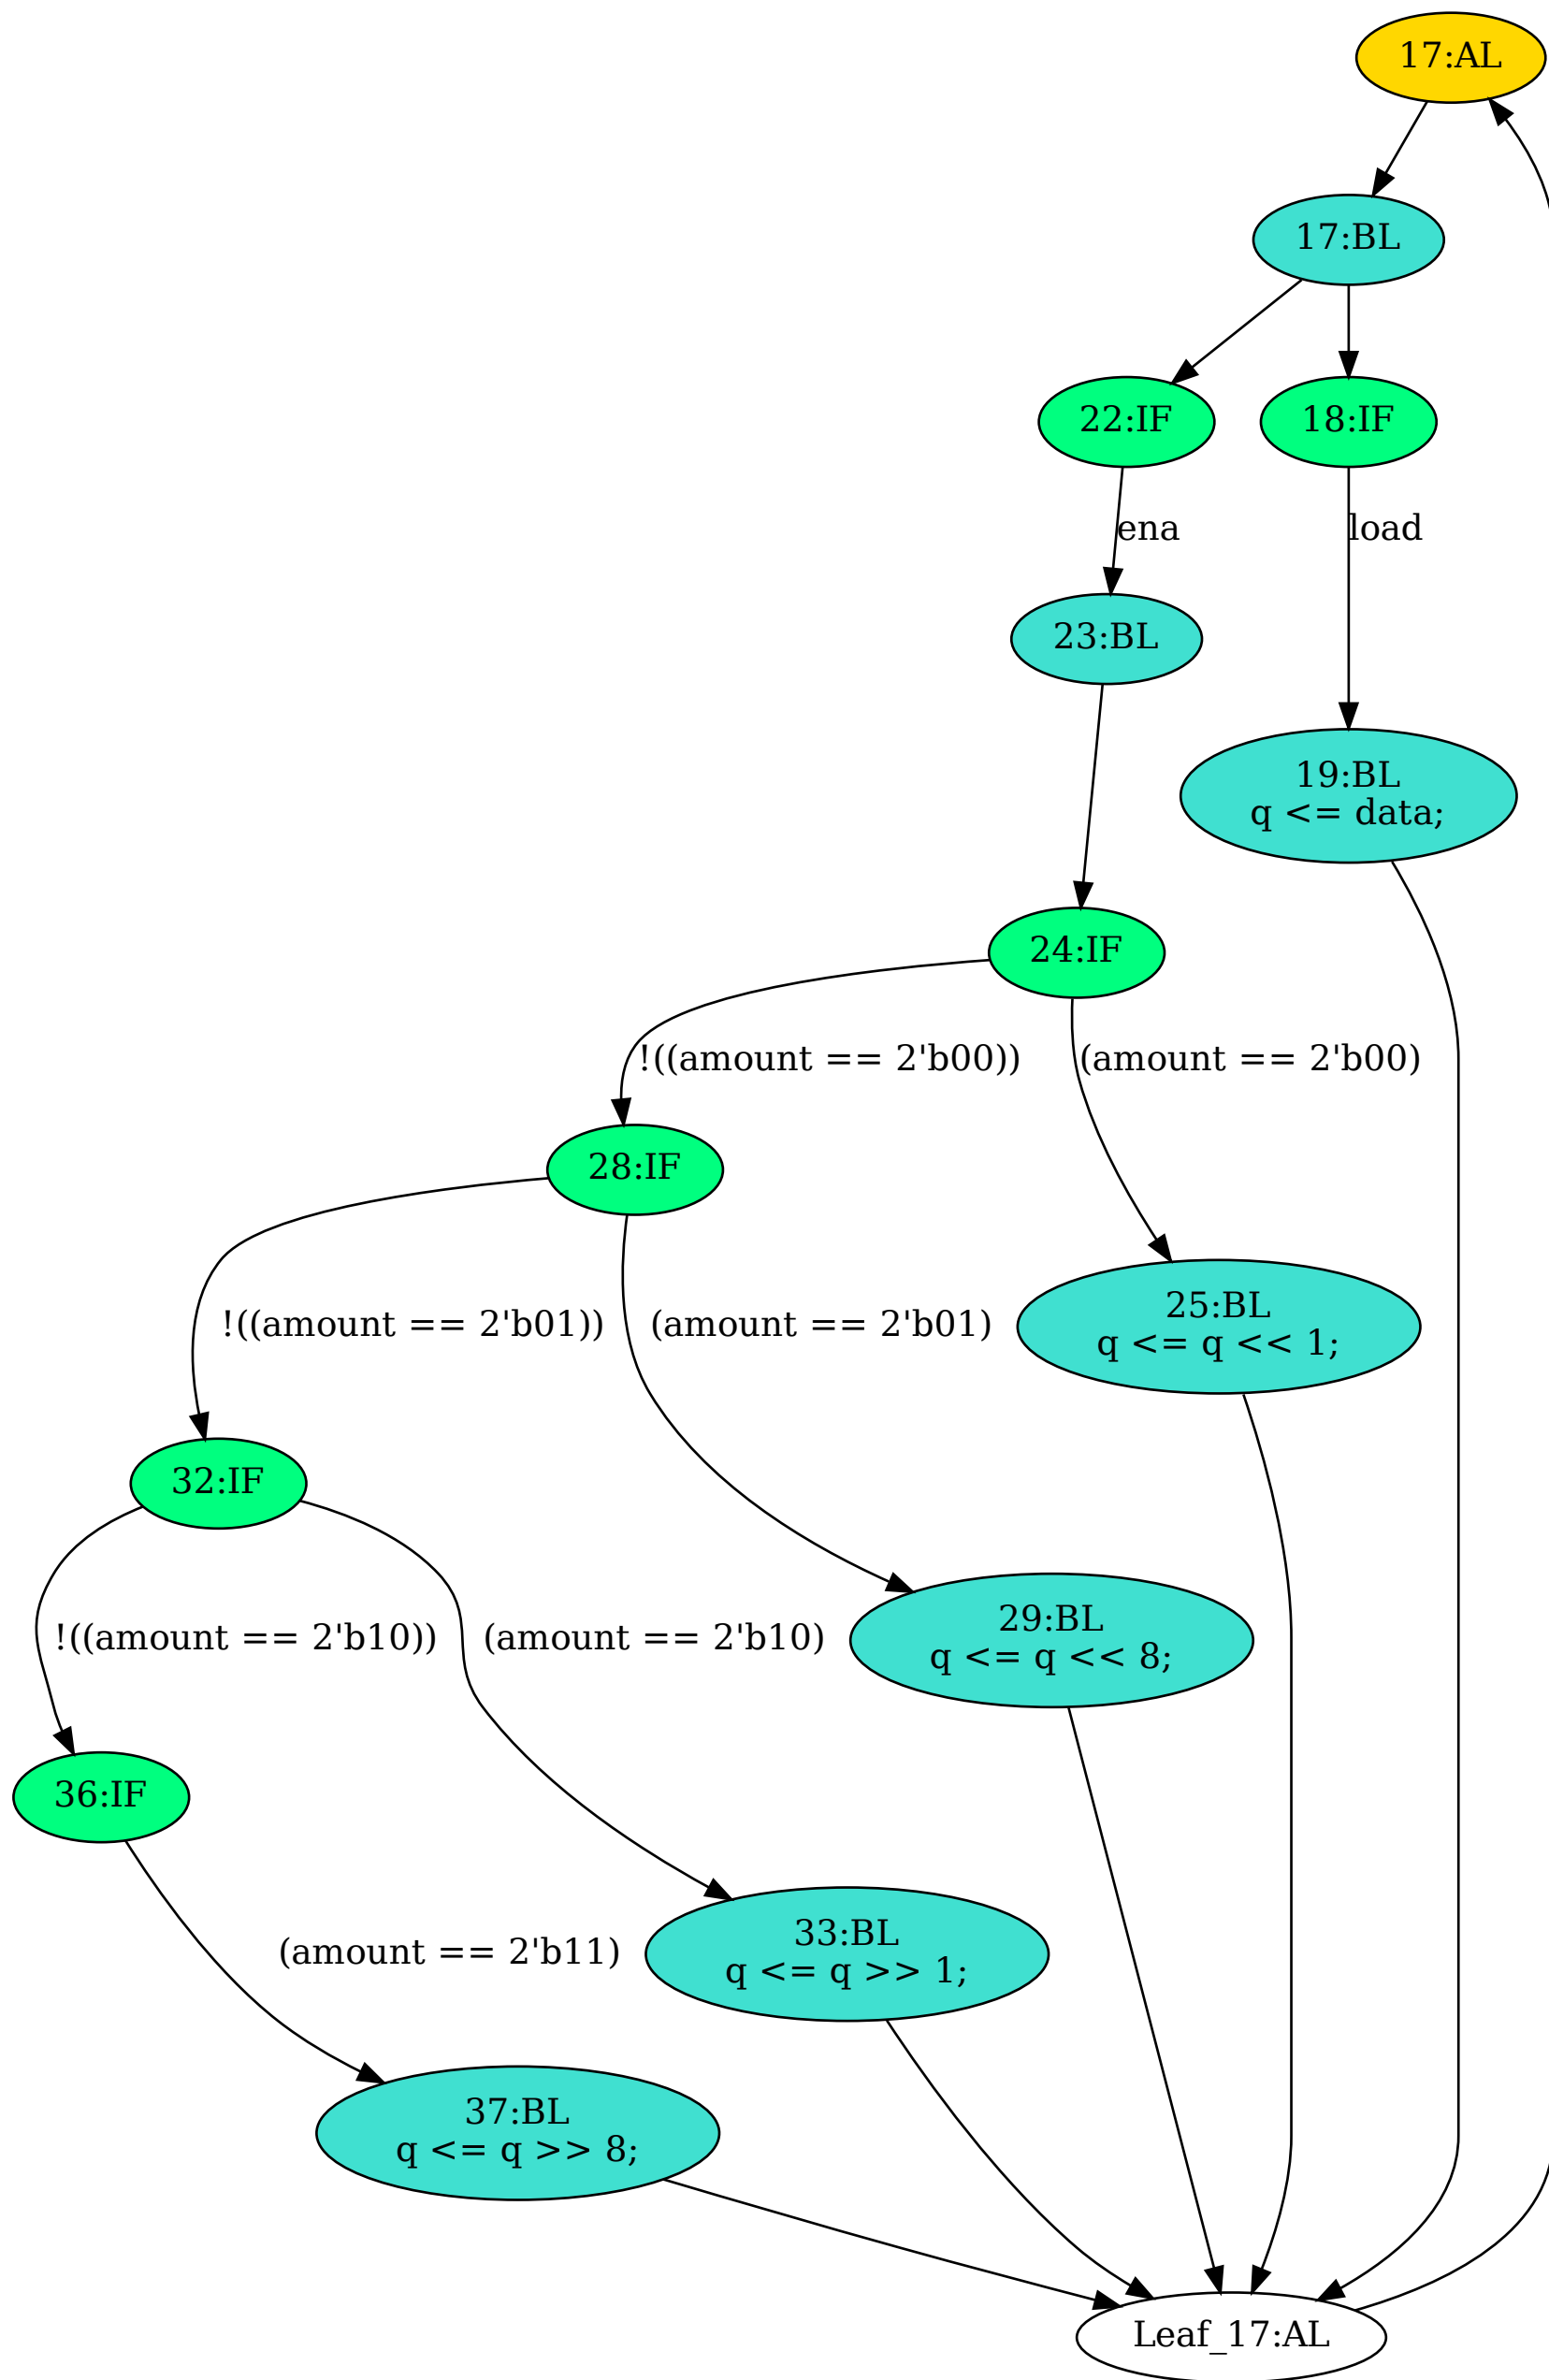 17:AL
17:BL
22:IF
18:IF
ena
load
23:BL
19:BL
q <= data;
24:IF
!((amount == 2'b00))
(amount == 2'b00)
28:IF
25:BL
q <= q << 1;
!((amount == 2'b01))
(amount == 2'b01)
32:IF
29:BL
q <= q << 8;
!((amount == 2'b10))
(amount == 2'b10)
36:IF
33:BL
q <= q >> 1;
(amount == 2'b11)
37:BL
q <= q >> 8;
Leaf_17:AL